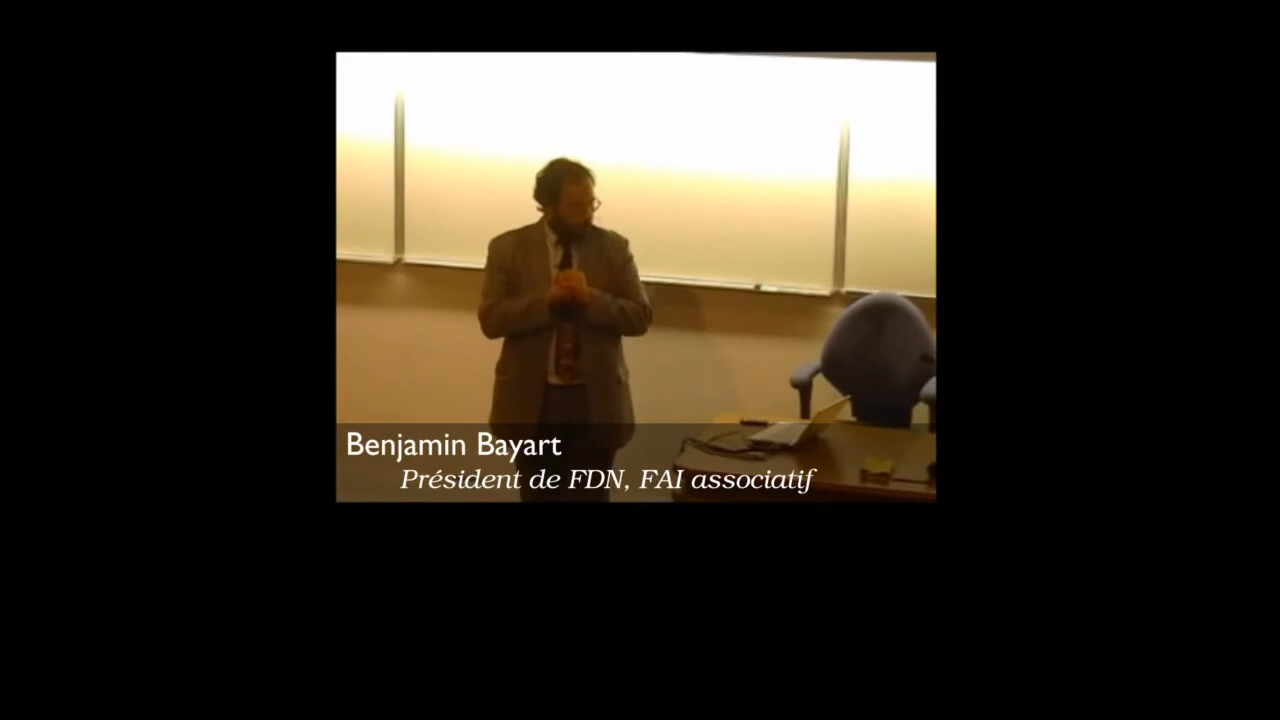 Benjamin Bayart
Président de FDN, FAI associatif